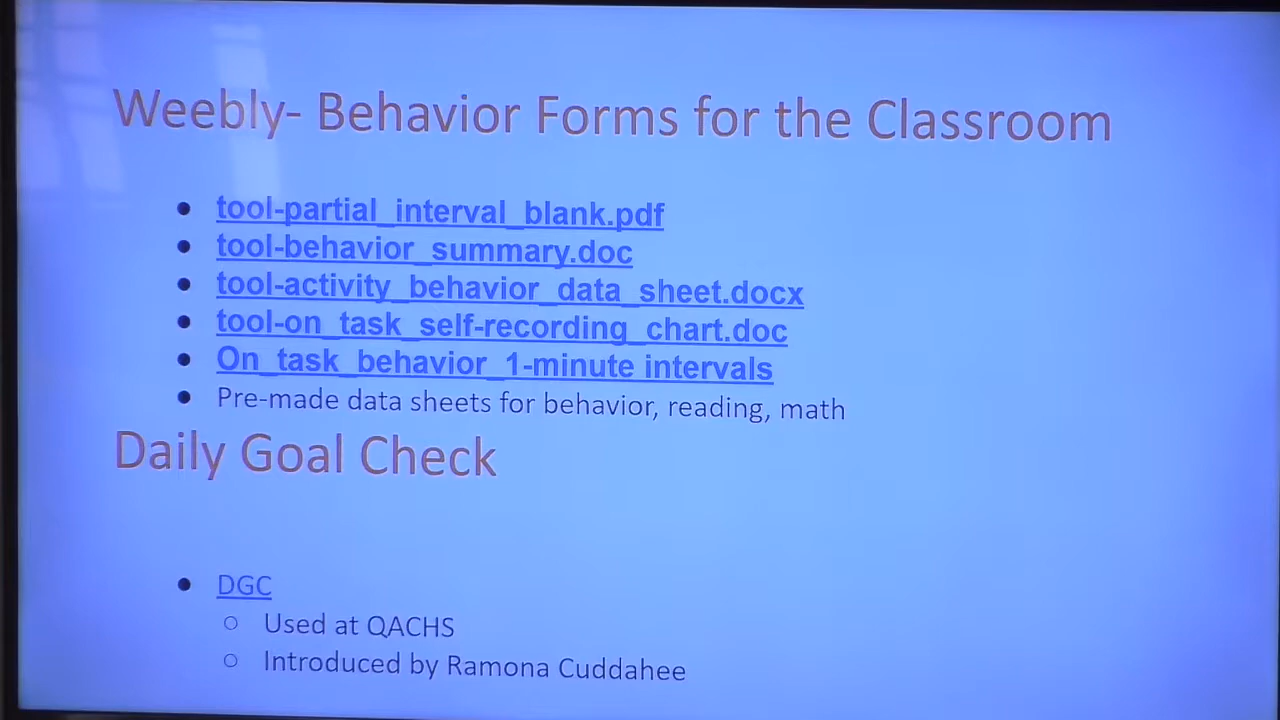 Weebly- Behavior Forms for the Classroom
tool-partial_interval_blank.pdf
tool-behavior_summary.doc
tool-activity_behavior_data_sheet.docx
tool-on_task_self-recording_chart.doc
On_task_behavior_1-minute intervals
Pre-made data sheets for behavior, reading, math
Daily Goal Check
DGC
Used at QACHS
Introduced by Ramona Cuddahee